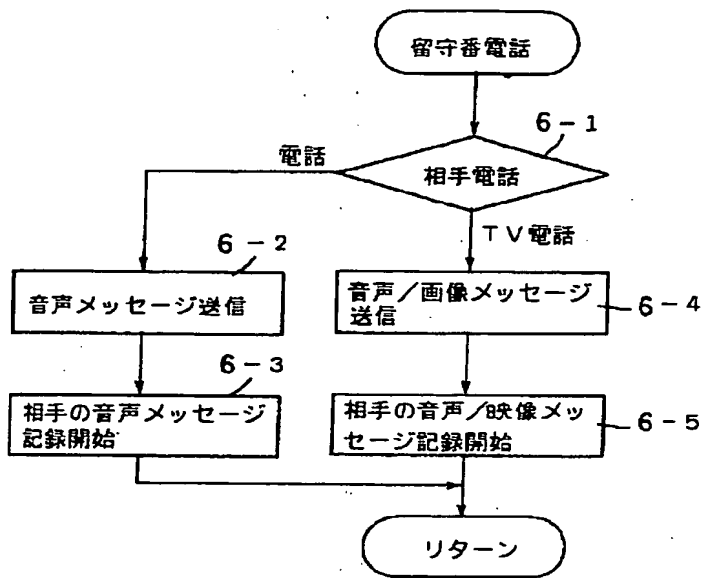 留守番電話
6-1
電話
相手電話
TV電話
6-2
音声メッセージ送信
音声/画像メッセージ
送信
6-4
6-3
相手の音声メッセージ
記録開始
相手の音声/映像メッ
セージ記録開始
6-5
リターン